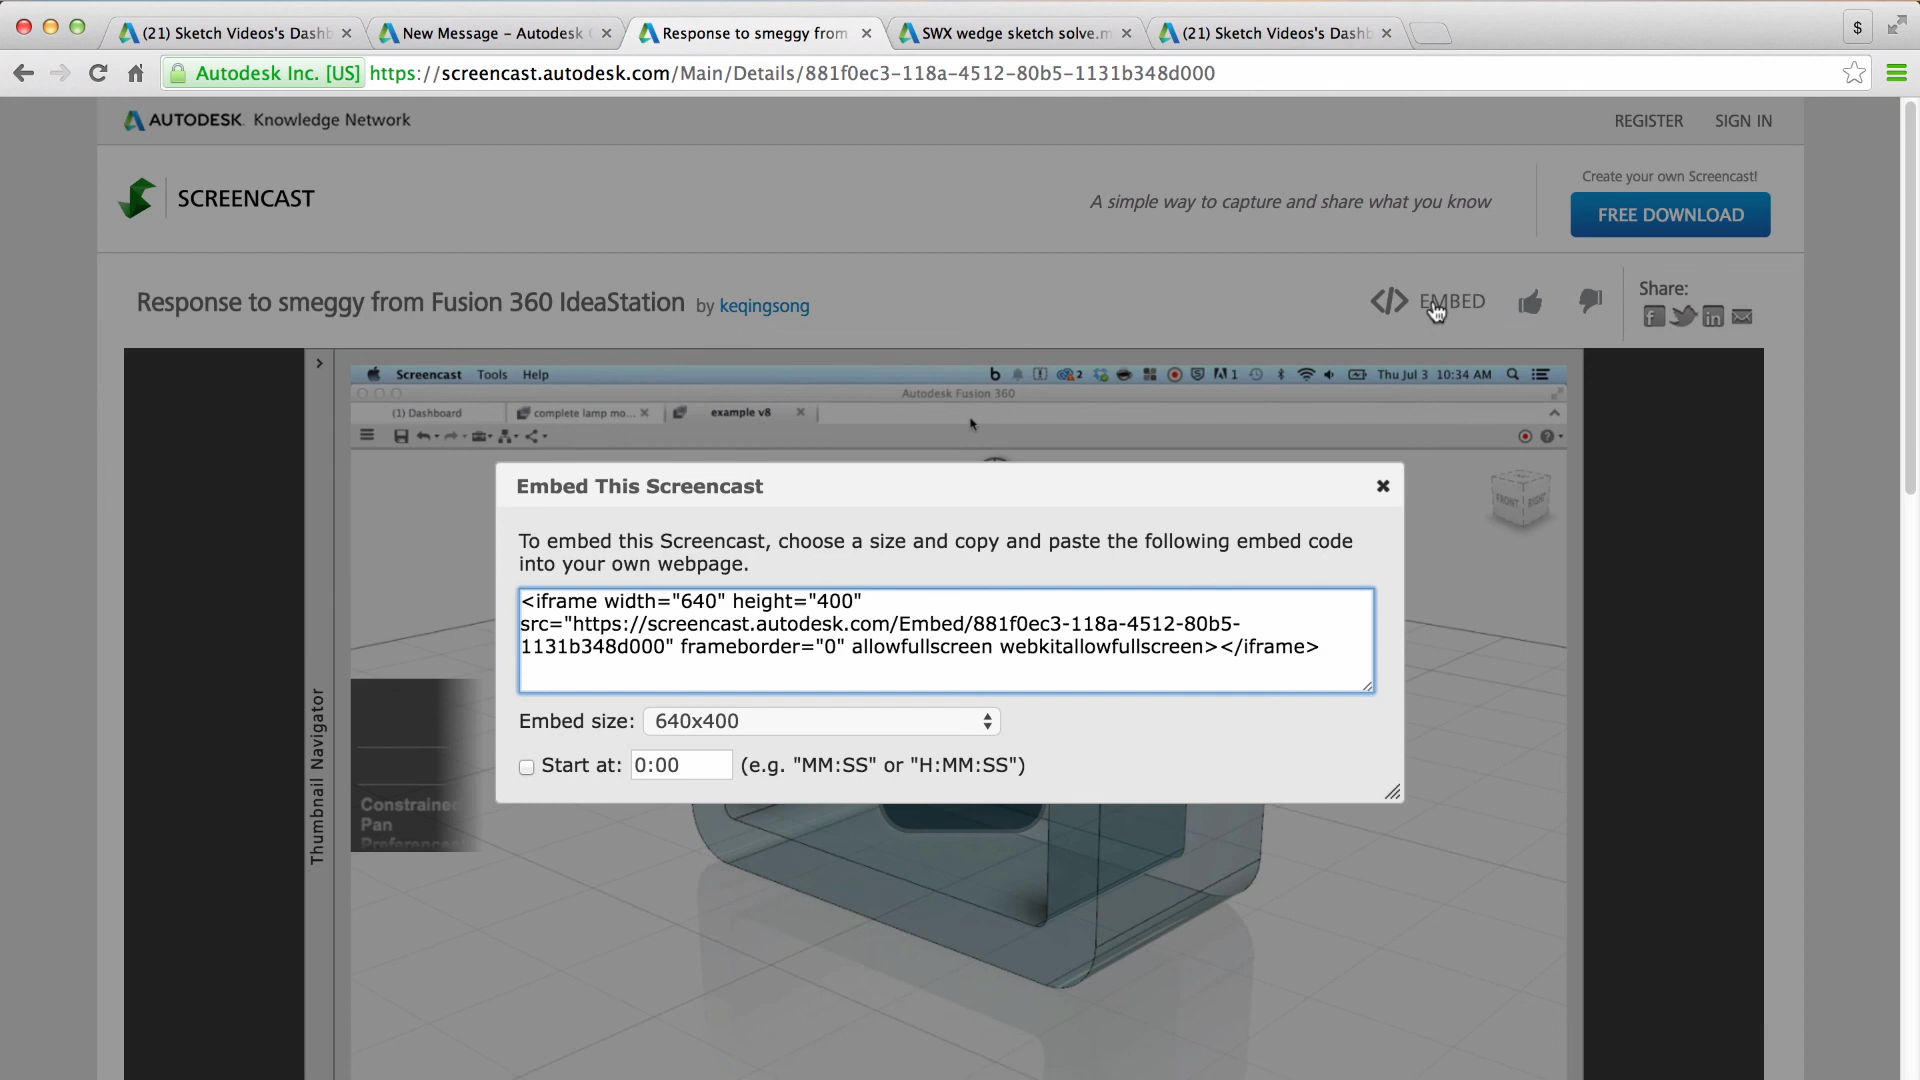 (21) Sketch Videos's Dashb
New Message – Autodesk
Response to smeggy from
SWX wedge sketch solve.m
(21) Sketch Videos's Dashb
$
Autodesk Inc. [US]
https://screencast.autodesk.com/Main/Details/881f0ec3-118a-4512-80b5-1131b348d000
AUTODESK. Knowledge Network
REGISTER
SIGN IN
SCREENCAST
A simple way to capture and share what you know
Create your own Screencast!
FREE DOWNLOAD
Response to smeggy from Fusion 360 IdeaStation by keqingsong
</> EMBED
Share:
Screencast Tools Help
Thu Jul 3 10:34 AM
Autodesk Fusion 360
(1) Dashboard
complete lamp mo...
example v8
FRONT
RIGHT
Embed This Screencast
To embed this Screencast, choose a size and copy and paste the following embed code
into your own webpage.
<iframe width="640" height="400"
src="https://screencast.autodesk.com/Embed/881f0ec3-118a-4512-80b5-
1131b348d000" frameborder="0" allowfullscreen webkitallowfullscreen></iframe>
Embed size: 640x400
Start at: 0:00 (e.g. "MM:SS" or "H:MM:SS")
Thumbnail Navigator
Constrained
Pan
Preferences